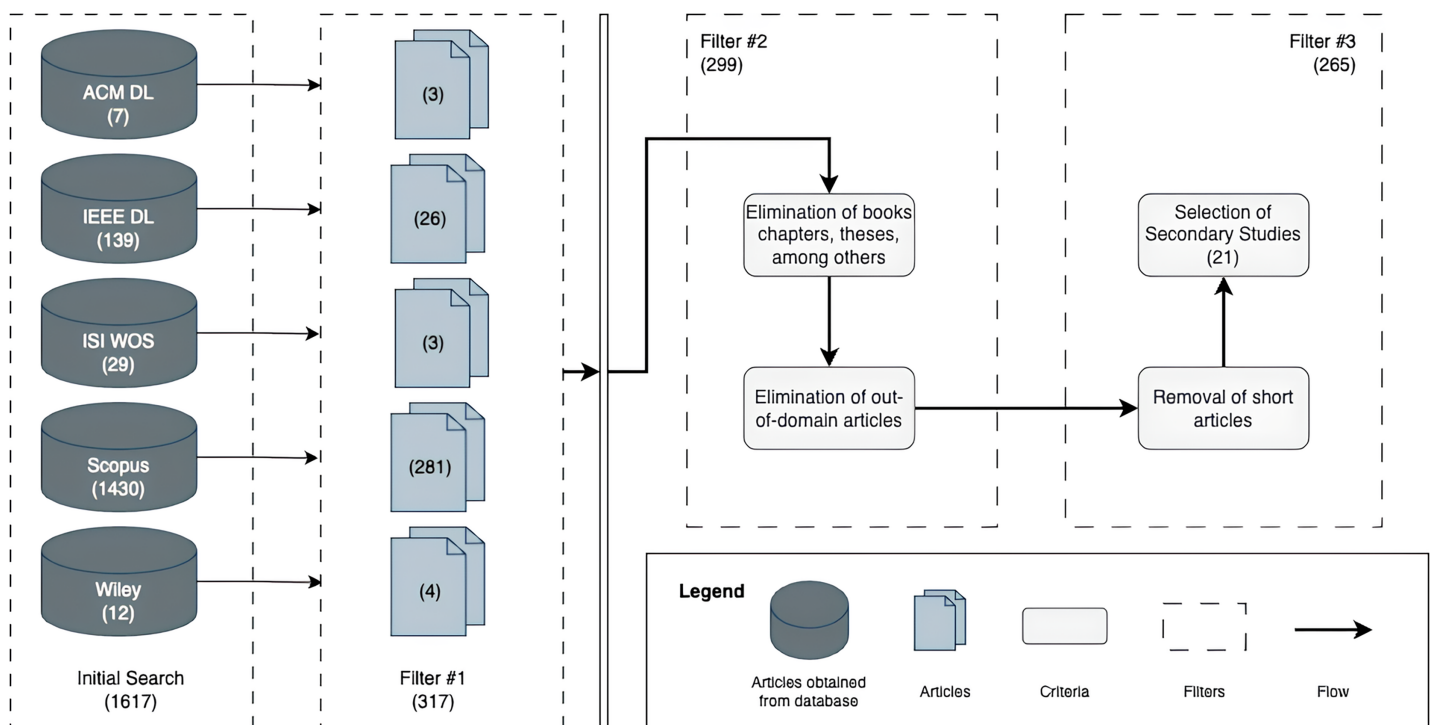 ACM DL
(7)
IEEE DL
(139)
ISI WOS
(29)
Scopus
(1430)
Wiley
(12)
Initial Search
(1617)
(3)
(26)
(3)
(281)
(4)
Filter #1
(317)
Filter #2
(299)
Elimination of books
chapters, theses,
among others
Elimination of out-
of-domain articles
Filter #3
(265)
Selection of
Secondary Studies
(21)
Removal of short
articles
Legend
Articles obtained
from database
Articles
Criteria
Filters
Flow